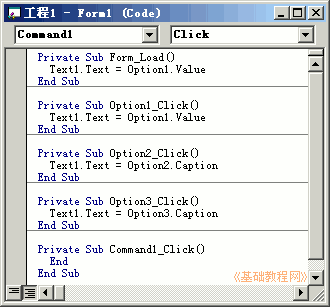 工程1 - Form1 (Code)
Command1 Click
Private Sub Form_Load()
Text1.Text = Option1.Value
End Sub
Private Sub Option1_Click()
Text1.Text = Option1.Value
End Sub
Private Sub Option2_Click()
Text1.Text = Option2.Caption
End Sub
Private Sub Option3_Click()
Text1.Text = Option3.Caption
End Sub
Private Sub Command1_Click()
End
End Sub
《基础教程网》